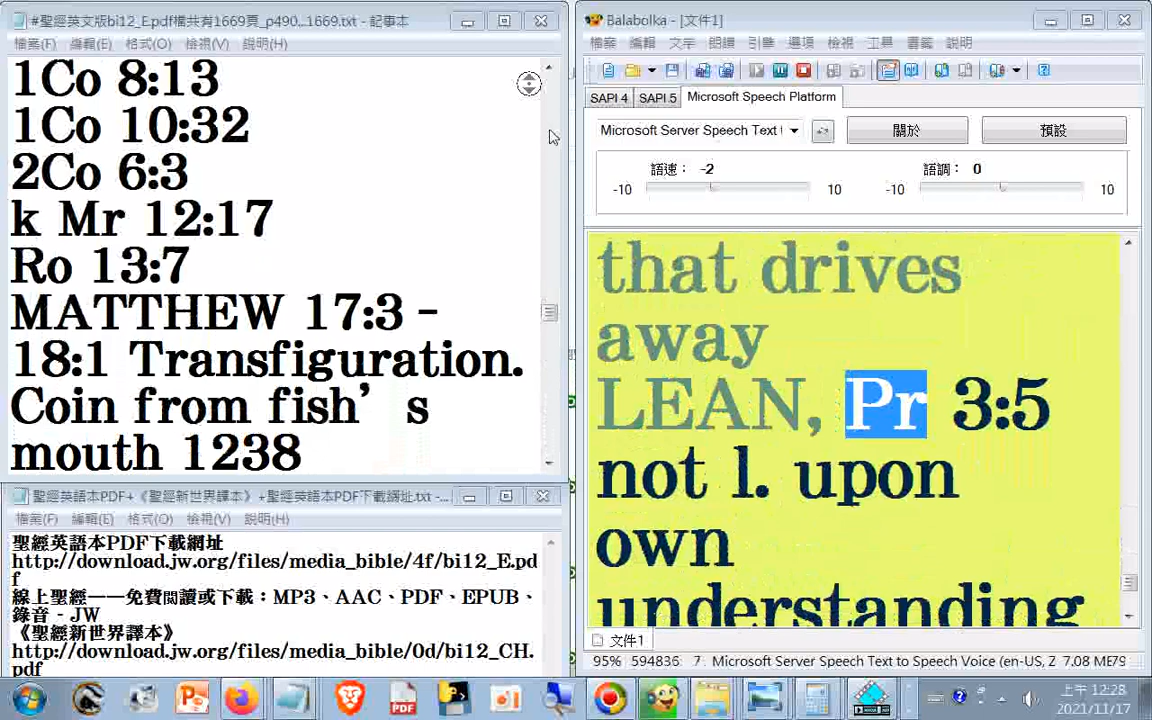 #聖經英文版bi12_E.pdf檔共有1669頁_p490,..1669.txt - 記事本
檔案(F) 編輯(E) 格式(O) 檢視(V) 說明(H)
1Co 8:13
1Co 10:32
2Co 6:3
k Mr 12:17
Ro 13:7
MATTHEW 17:3 -
18:1 Transfiguration.
Coin from fish’s
mouth 1238
聖經英語本PDF+《聖經新世界譯本》+聖經英語本PDF下載網址.txt -...
檔案(F) 編輯(E) 格式(O) 檢視(V) 說明(H)
聖經英語本PDF下載網址
http://download.jw.org/files/media_bible/4f/bi12_E.pd
f
線上聖經——免費閱讀或下載：MP3、AAC、PDF、EPUB、
錄音 - JW
《聖經新世界譯本》
http://download.jw.org/files/media_bible/0d/bi12_CH.
pdf
Balabolka - [文件1]
檔案 編輯 文字 朗讀 引擎 選項 檢視 工具 書籤 說明
SAPI 4 SAPI 5 Microsoft Speech Platform
Microsoft Server Speech Text 關於 預設
語速： -2 語調： 0
-10 10 -10 10
that drives
away
LEAN, Pr 3:5
not l. upon
own
understanding
文件1
95% 594836 7 Microsoft Server Speech Text to Speech Voice (en-US, Z 7.08 ME79
PDF
上午 12:28
2021/11/17